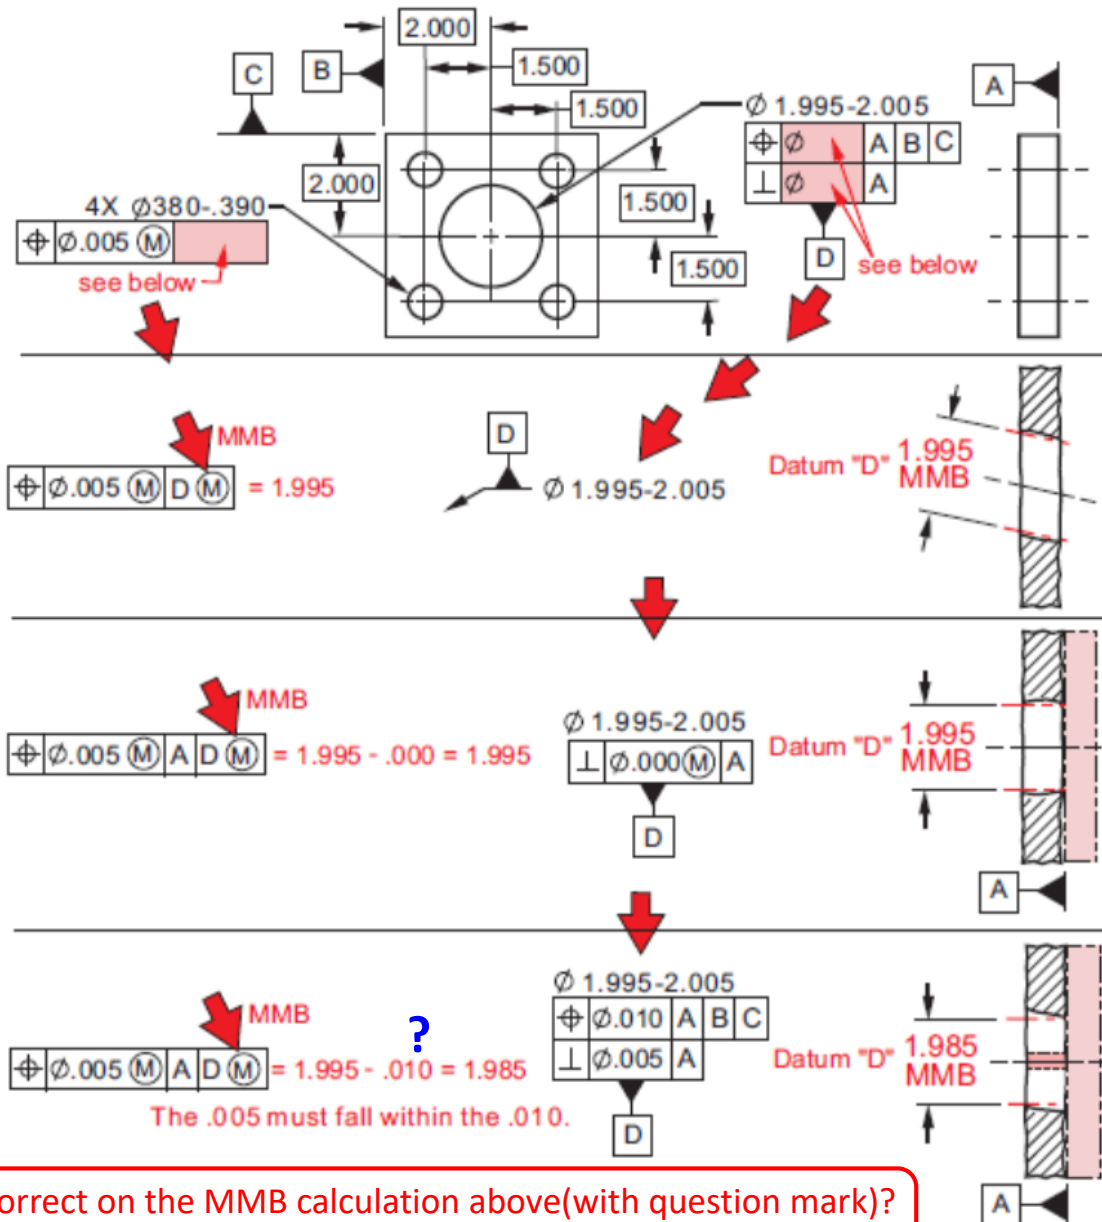 2.000
C B 1.500 A
1.500 Ø 1.995-2.005
⌖ Ø A B C
2.000 ⊥ Ø A
4X Ø380-.390 1.500
⌖ Ø.005 Ⓜ D see below
see below 1.500
MMB D
⌖ Ø.005 Ⓜ D Ⓜ = 1.995 Ø 1.995-2.005 Datum "D" 1.995
MMB
MMB
Ø 1.995-2.005
⌖ Ø.005 Ⓜ A D Ⓜ = 1.995 - .000 = 1.995 ⊥ Ø.000Ⓜ A Datum "D" 1.995
MMB
D
A
Ø 1.995-2.005
MMB ? ⌖ Ø.010 A B C
⌖ Ø.005 Ⓜ A D Ⓜ = 1.995 - .010 = 1.985 ⊥ Ø.005 A Datum "D" 1.985
MMB
The .005 must fall within the .010. D
orrect on the MMB calculation above(with question mark)? A